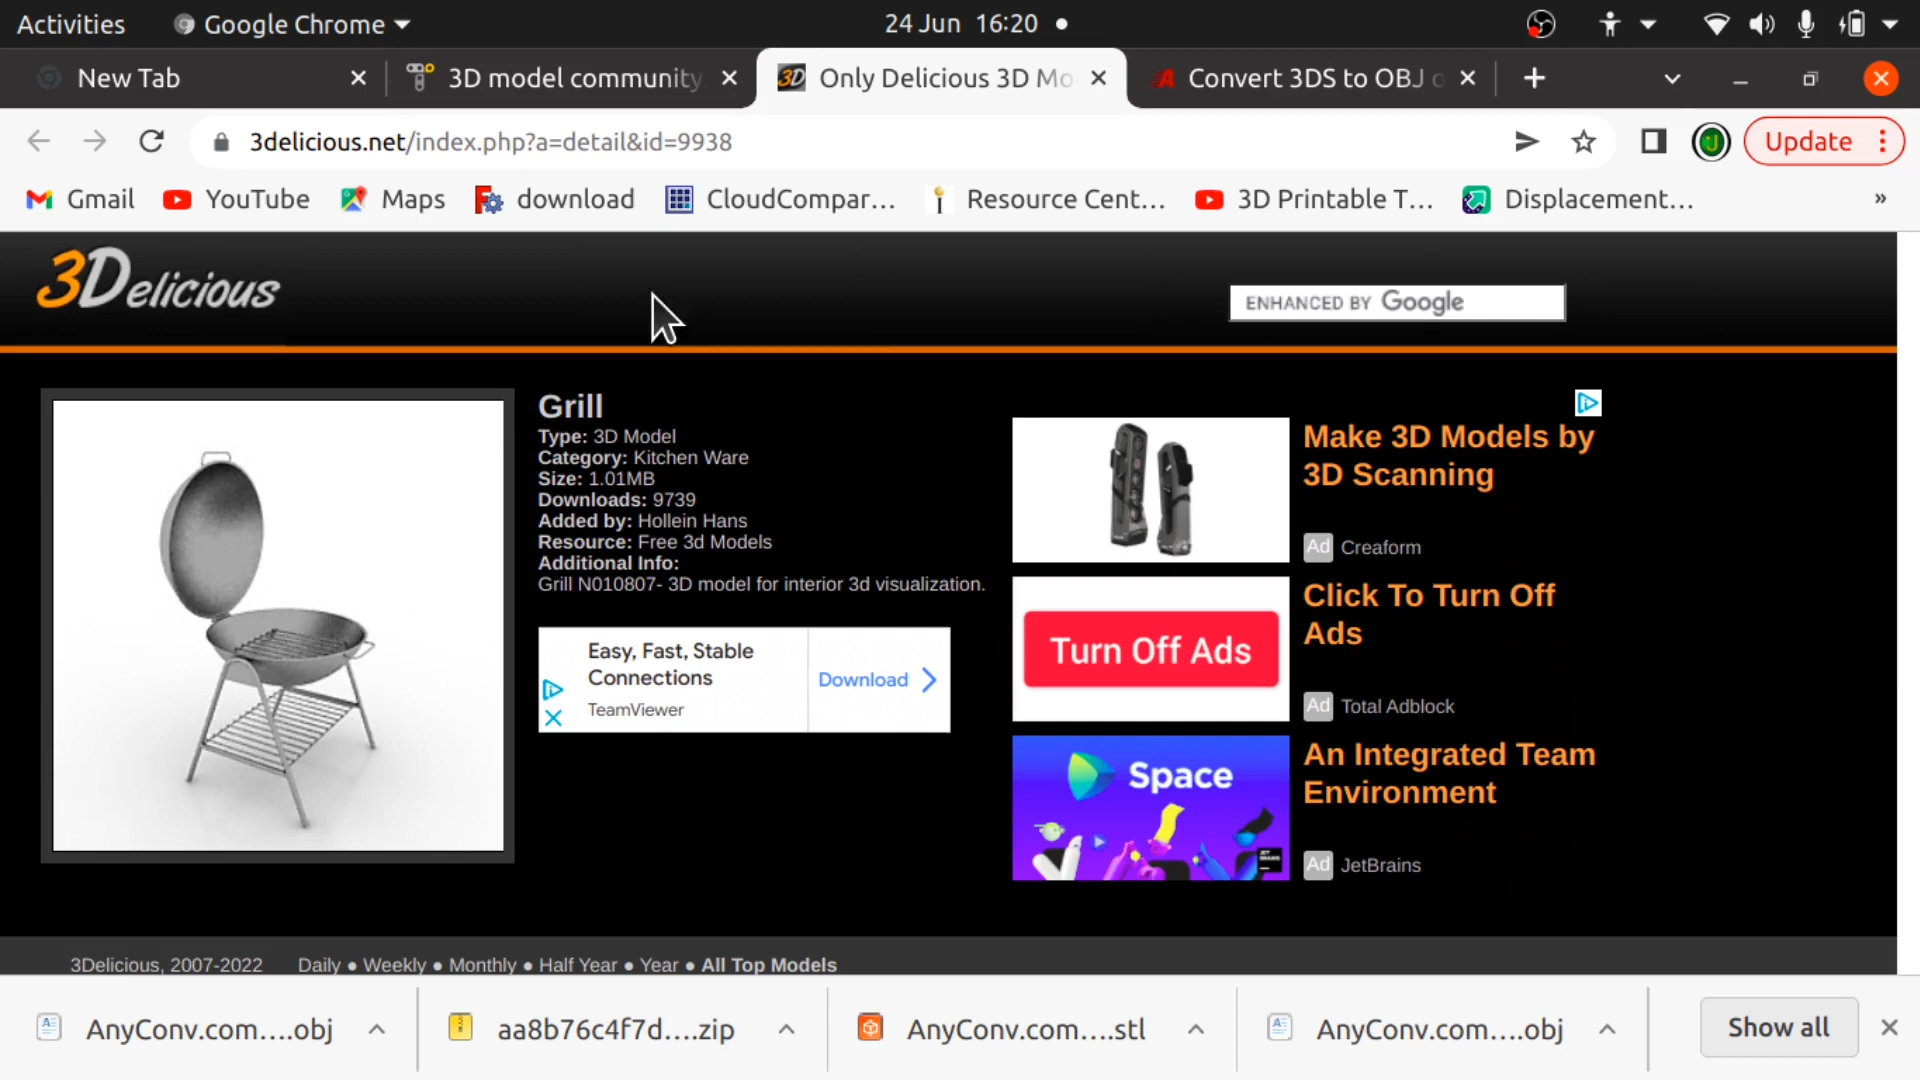 Activities
Google Chrome
24 Jun 16:20
New Tab
3D model community
Only Delicious 3D Mo
Convert 3DS to OBJ o
3delicious.net/index.php?a=detail&id=9938
Update
Gmail
YouTube
Maps
download
CloudCompar...
Resource Cent...
3D Printable T...
Displacement...
»
3Delicious
ENHANCED BY Google
Grill
Type: 3D Model
Category: Kitchen Ware
Size: 1.01MB
Downloads: 9739
Added by: Hollein Hans
Resource: Free 3d Models
Additional Info:
Grill N010807- 3D model for interior 3d visualization.
Easy, Fast, Stable
Connections
TeamViewer
Download
Make 3D Models by
3D Scanning
Ad Creaform
Turn Off Ads
Click To Turn Off
Ads
Ad Total Adblock
Space
JET
BRAINS
An Integrated Team
Environment
Ad JetBrains
3Delicious, 2007-2022
Daily ● Weekly ● Monthly ● Half Year ● Year ● All Top Models
AnyConv.com....obj
aa8b76c4f7d....zip
AnyConv.com....stl
AnyConv.com....obj
Show all